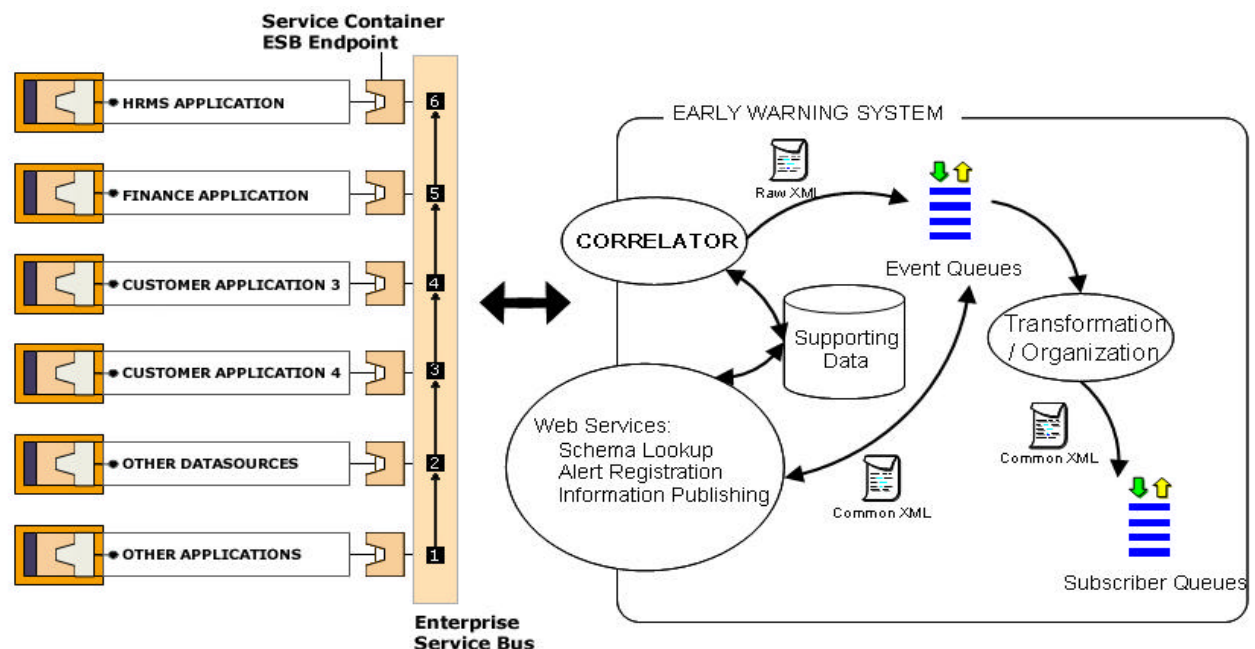 Service Container
ESB Endpoint
HRMS APPLICATION
6
FINANCE APPLICATION
5
CUSTOMER APPLICATION 3
4
CUSTOMER APPLICATION 4
3
OTHER DATASOURCES
2
OTHER APPLICATIONS
1
Enterprise
Service Bus
EARLY WARNING SYSTEM
Raw XML
CORRELATOR
Event Queues
Supporting
Data
Transformation
/ Organization
Web Services:
Schema Lookup
Alert Registration
Information Publishing
Common XML
Common XML
Subscriber Queues